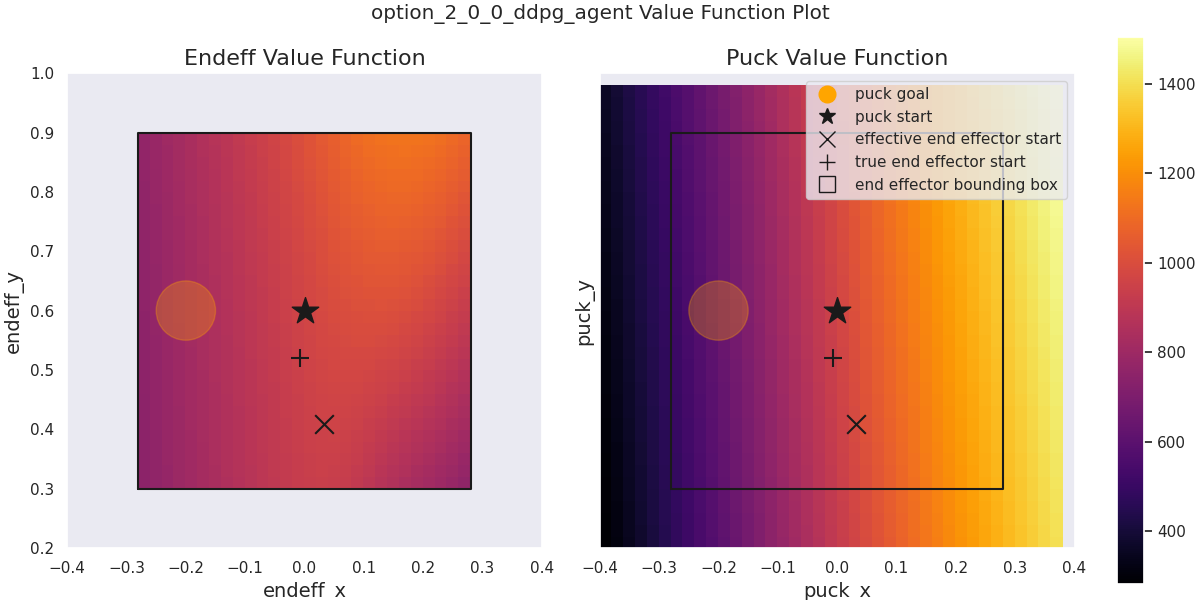 option_2_0_0_ddpg_agent Value Function Plot
Endeff Value Function
Puck Value Function
1.0
0.9
0.8
0.7
0.6
0.5
0.4
0.3
0.2
endeff_y
−0.4 −0.3 −0.2 −0.1 0.0 0.1 0.2 0.3 0.4
endeff_x
puck_y
puck goal
puck start
effective end effector start
true end effector start
end effector bounding box
−0.4 −0.3 −0.2 −0.1 0.0 0.1 0.2 0.3 0.4
puck_x
1400
1200
1000
800
600
400